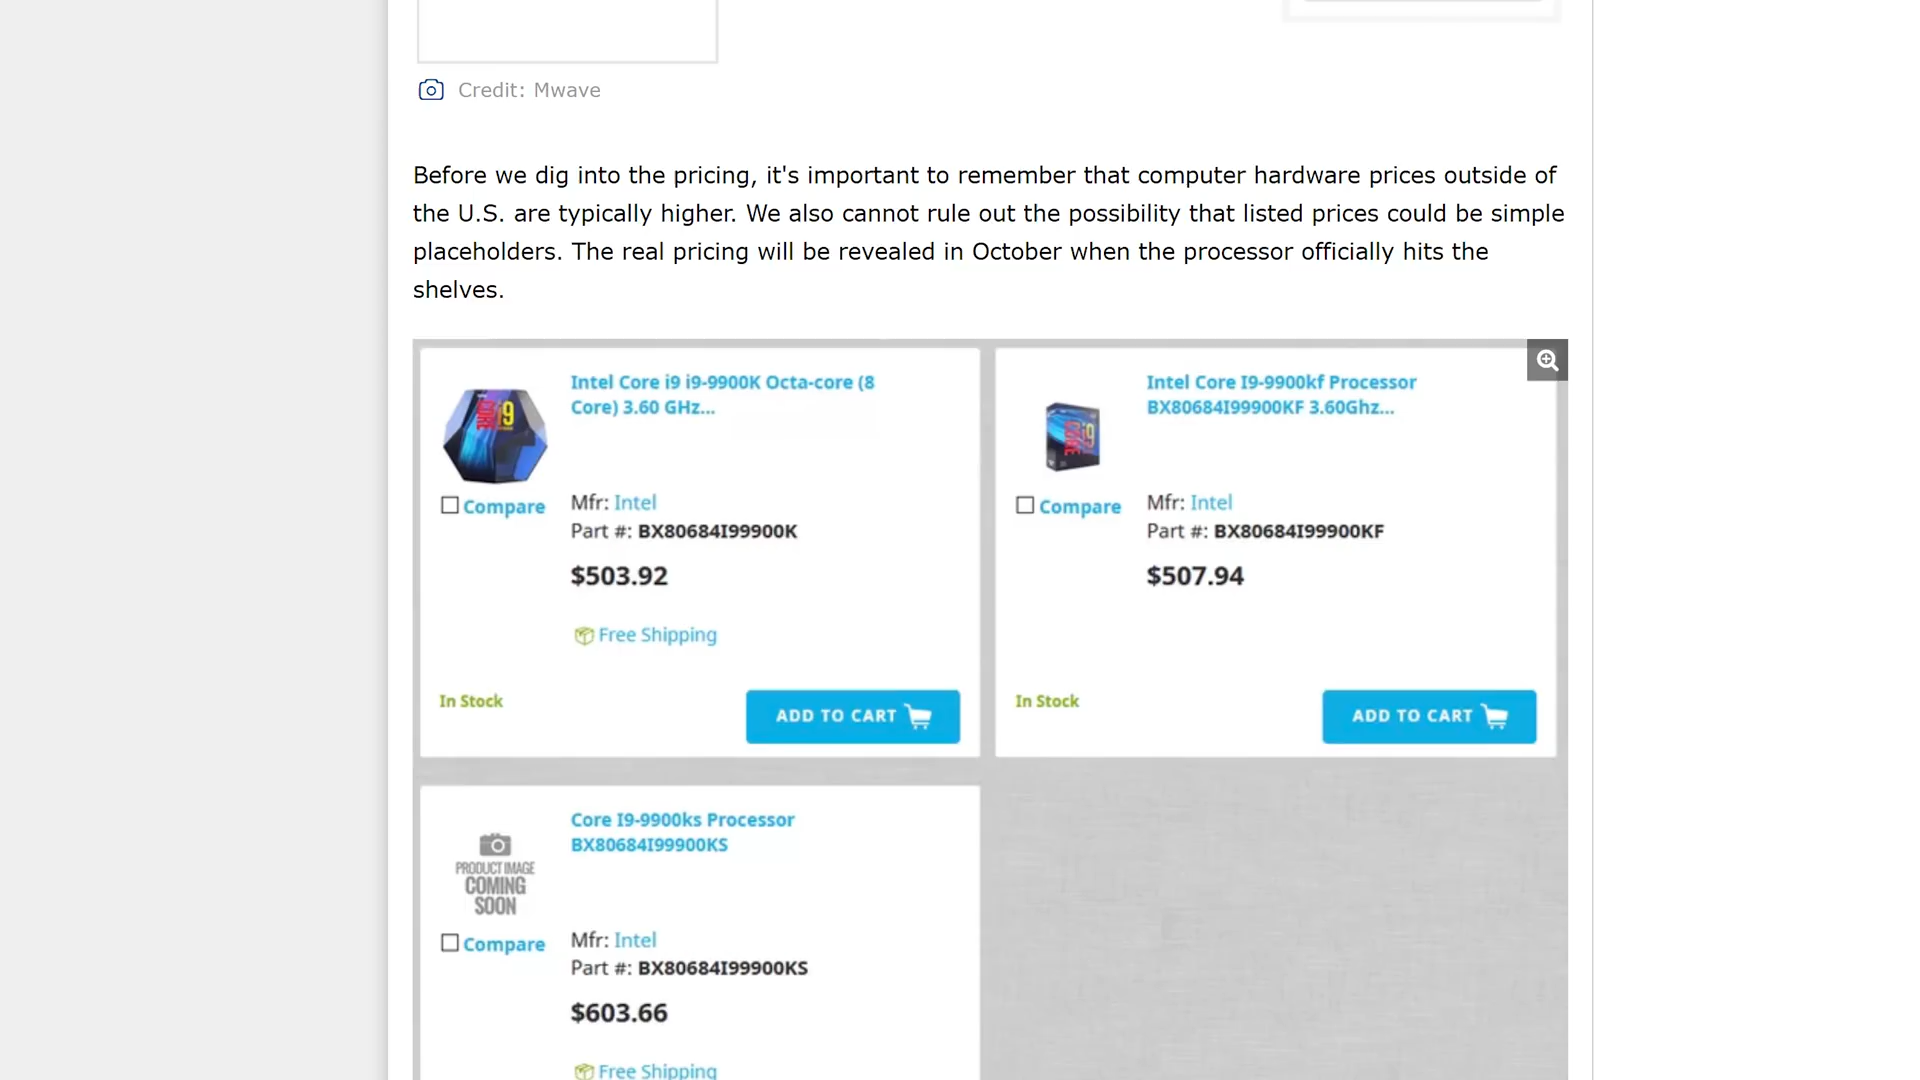 Credit: Mwave
Before we dig into the pricing, it's important to remember that computer hardware prices outside of
the U.S. are typically higher. We also cannot rule out the possibility that listed prices could be simple
placeholders. The real pricing will be revealed in October when the processor officially hits the
shelves.
Intel Core i9 i9-9900K Octa-core (8
Core) 3.60 GHz...
CORE i9
Compare
Mfr: Intel
Part #: BX80684I99900K
$503.92
Free Shipping
In Stock
ADD TO CART
Intel Core I9-9900kf Processor
BX80684I99900KF 3.60Ghz...
CORE i9
Compare
Mfr: Intel
Part #: BX80684I99900KF
$507.94
In Stock
ADD TO CART
Core I9-9900ks Processor
BX80684I99900KS
PRODUCT IMAGE
COMING
SOON
Compare
Mfr: Intel
Part #: BX80684I99900KS
$603.66
Free Shipping